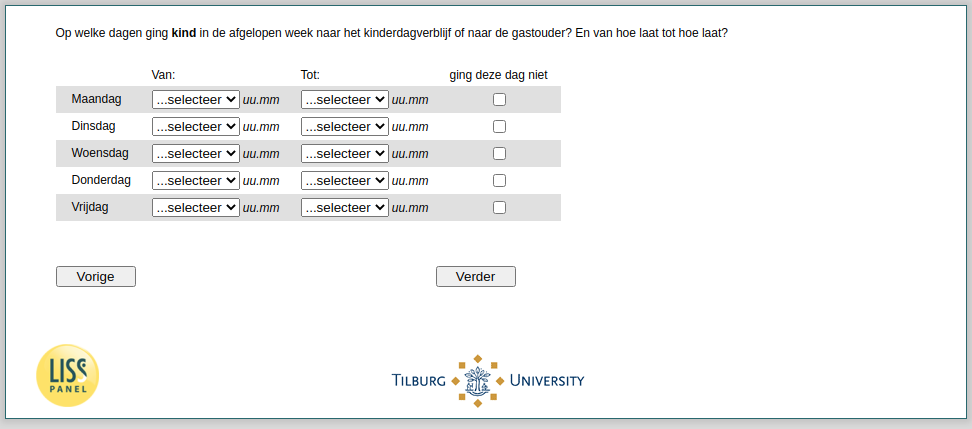 Op welke dagen ging kind in de afgelopen week naar het kinderdagverblijf of naar de gastouder? En van hoe laat tot hoe laat?
Van: Tot: ging deze dag niet
Maandag ...selecteer uu.mm ...selecteer uu.mm
Dinsdag ...selecteer uu.mm ...selecteer uu.mm
Woensdag ...selecteer uu.mm ...selecteer uu.mm
Donderdag ...selecteer uu.mm ...selecteer uu.mm
Vrijdag ...selecteer uu.mm ...selecteer uu.mm
Vorige Verder
LISS
PANEL
TILBURG UNIVERSITY